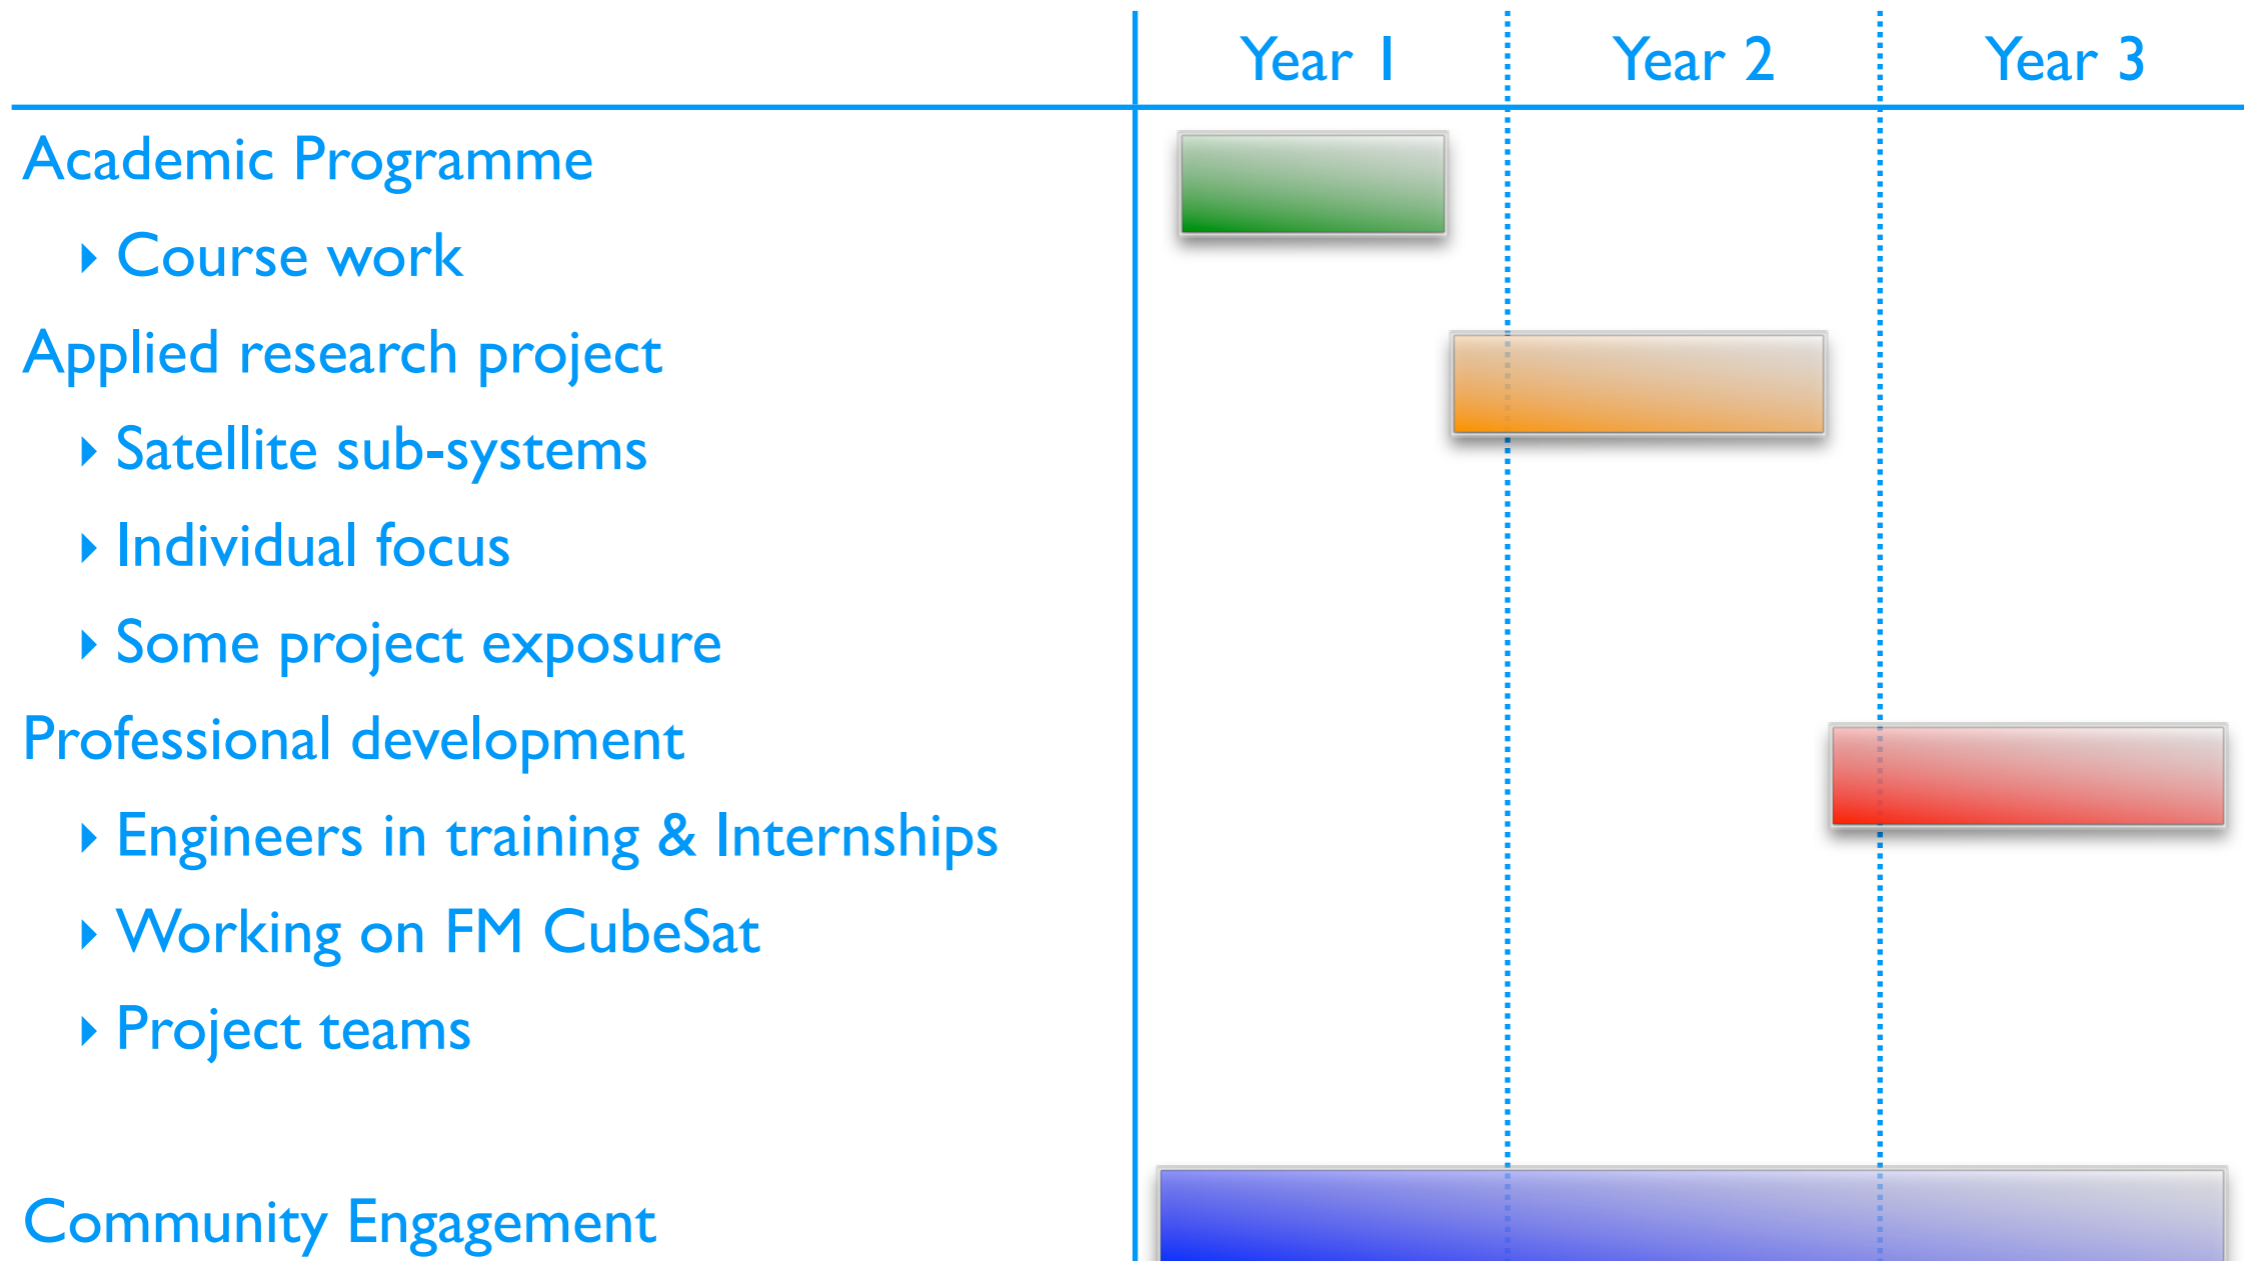 Year 1 Year 2 Year 3
Academic Programme
‣ Course work
Applied research project
‣ Satellite sub-systems
‣ Individual focus
‣ Some project exposure
Professional development
‣ Engineers in training & Internships
‣ Working on FM CubeSat
‣ Project teams
Community Engagement